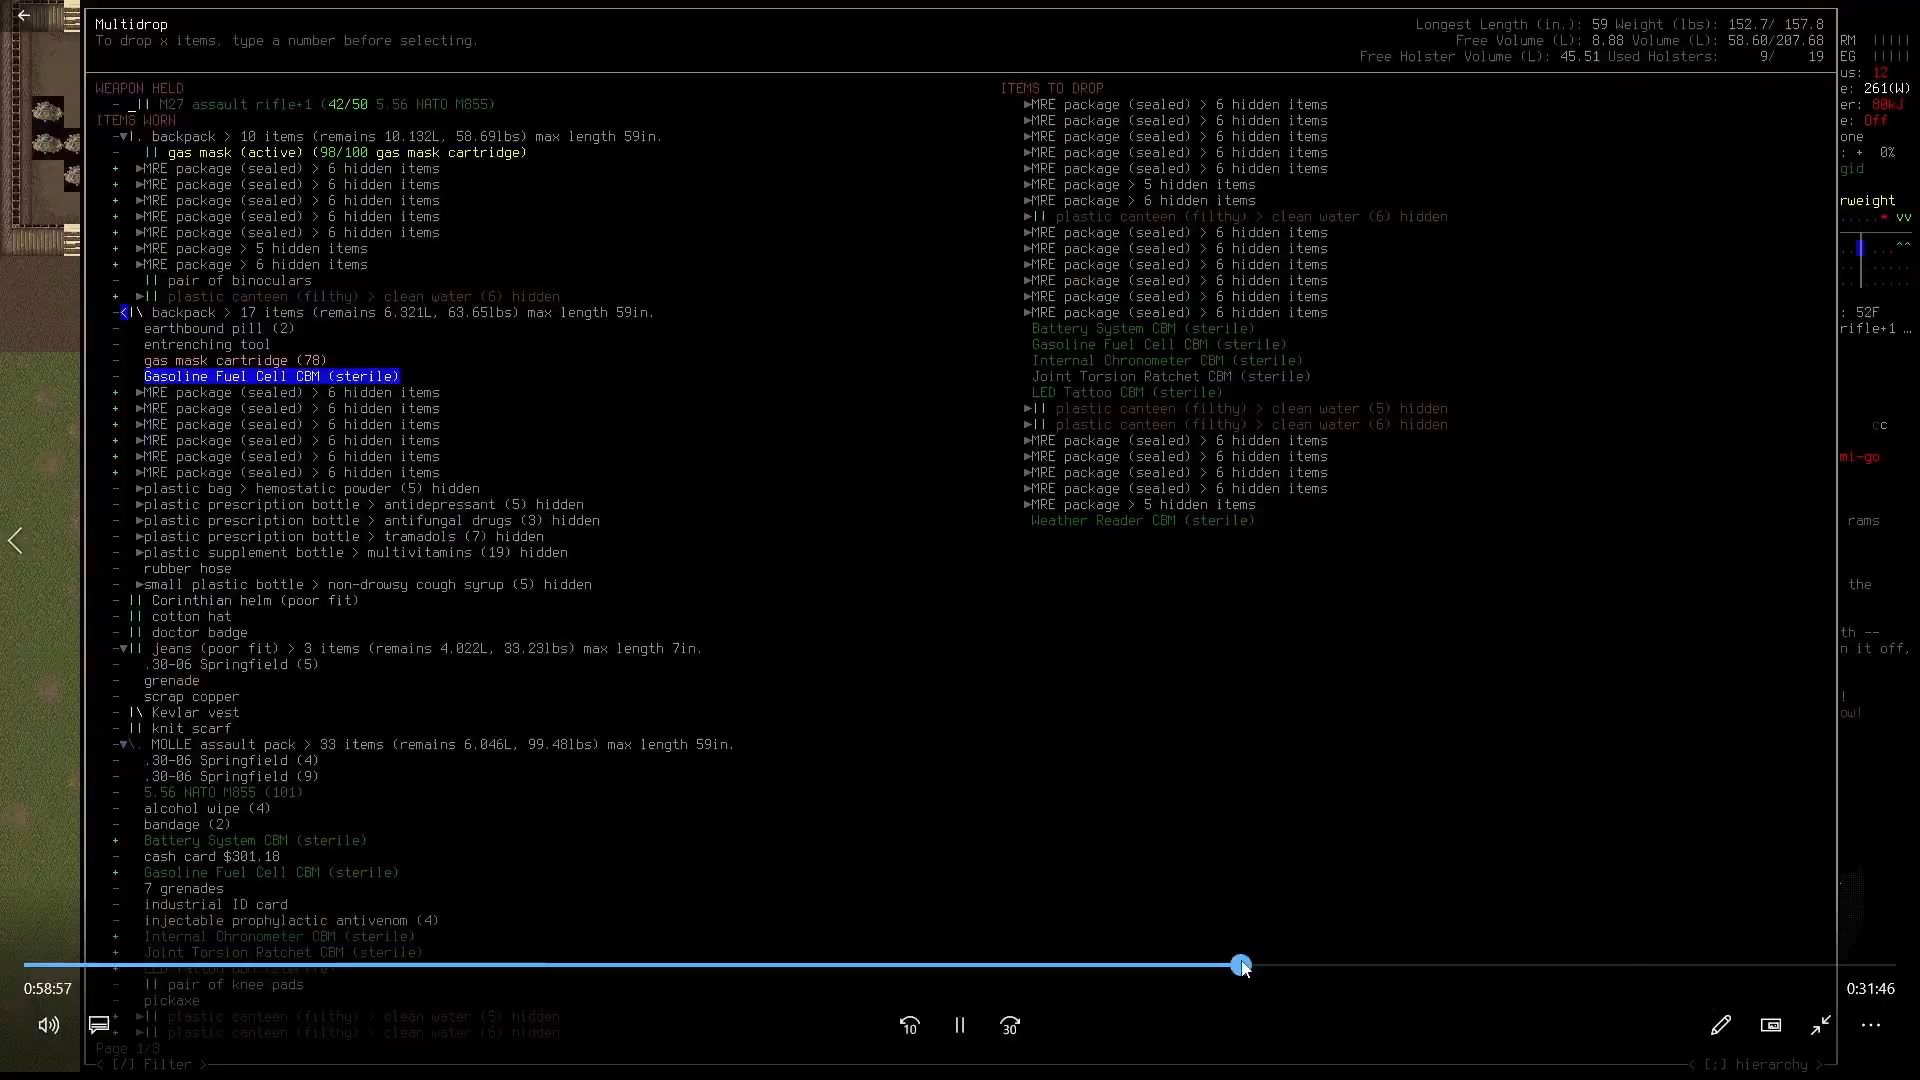 Multidrop
To drop x items, type a number before selecting.
Longest Length (in.): 59 Weight (lbs): 152.7/ 157.8
Free Volume (L): 8.88 Volume (L): 58.60/207.68
Free Holster Volume (L): 45.51 Used Holsters: 9/ 19
WEAPON HELD
- _|| M27 assault rifle+1 (42/50 5.56 NATO M855)
ITEMS WORN
-▼|. backpack > 10 items (remains 10.132L, 58.69lbs) max length 59in.
- || gas mask (active) (98/100 gas mask cartridge)
+ ▶MRE package (sealed) > 6 hidden items
+ ▶MRE package (sealed) > 6 hidden items
+ ▶MRE package (sealed) > 6 hidden items
+ ▶MRE package (sealed) > 6 hidden items
+ ▶MRE package (sealed) > 6 hidden items
+ ▶MRE package > 5 hidden items
+ ▶MRE package > 6 hidden items
- || pair of binoculars
+ ▶|| plastic canteen (filthy) > clean water (6) hidden
-<|\ backpack > 17 items (remains 6.321L, 63.65lbs) max length 59in.
- earthbound pill (2)
- entrenching tool
- gas mask cartridge (78)
- Gasoline Fuel Cell CBM (sterile)
+ ▶MRE package (sealed) > 6 hidden items
+ ▶MRE package (sealed) > 6 hidden items
+ ▶MRE package (sealed) > 6 hidden items
+ ▶MRE package (sealed) > 6 hidden items
+ ▶MRE package (sealed) > 6 hidden items
+ ▶MRE package (sealed) > 6 hidden items
- ▶plastic bag > hemostatic powder (5) hidden
- ▶plastic prescription bottle > antidepressant (5) hidden
- ▶plastic prescription bottle > antifungal drugs (3) hidden
- ▶plastic prescription bottle > tramadols (7) hidden
- ▶plastic supplement bottle > multivitamins (19) hidden
- rubber hose
- ▶small plastic bottle > non-drowsy cough syrup (5) hidden
- || Corinthian helm (poor fit)
- || cotton hat
- || doctor badge
-▼|| jeans (poor fit) > 3 items (remains 4.022L, 33.23lbs) max length 7in.
- .30-06 Springfield (5)
- grenade
- scrap copper
- |\ Kevlar vest
- || knit scarf
-▼\. MOLLE assault pack > 33 items (remains 6.046L, 99.48lbs) max length 59in.
- .30-06 Springfield (4)
- .30-06 Springfield (9)
- 5.56 NATO M855 (101)
- alcohol wipe (4)
- bandage (2)
+ Battery System CBM (sterile)
- cash card $301.18
+ Gasoline Fuel Cell CBM (sterile)
- 7 grenades
- industrial ID card
- injectable prophylactic antivenom (4)
+ Internal Chronometer CBM (sterile)
+ Joint Torsion Ratchet CBM (sterile)
- || pair of knee pads
- pickaxe
+ ▶|| plastic canteen (filthy) > clean water (5) hidden
+ ▶|| plastic canteen (filthy) > clean water (6) hidden
Page 1/3
< [/] Filter >
ITEMS TO DROP
▶MRE package (sealed) > 6 hidden items
▶MRE package (sealed) > 6 hidden items
▶MRE package (sealed) > 6 hidden items
▶MRE package (sealed) > 6 hidden items
▶MRE package (sealed) > 6 hidden items
▶MRE package > 5 hidden items
▶MRE package > 6 hidden items
▶|| plastic canteen (filthy) > clean water (6) hidden
▶MRE package (sealed) > 6 hidden items
▶MRE package (sealed) > 6 hidden items
▶MRE package (sealed) > 6 hidden items
▶MRE package (sealed) > 6 hidden items
▶MRE package (sealed) > 6 hidden items
▶MRE package (sealed) > 6 hidden items
Battery System CBM (sterile)
Gasoline Fuel Cell CBM (sterile)
Internal Chronometer CBM (sterile)
Joint Torsion Ratchet CBM (sterile)
LED Tattoo CBM (sterile)
▶|| plastic canteen (filthy) > clean water (5) hidden
▶|| plastic canteen (filthy) > clean water (6) hidden
▶MRE package (sealed) > 6 hidden items
▶MRE package (sealed) > 6 hidden items
▶MRE package (sealed) > 6 hidden items
▶MRE package (sealed) > 6 hidden items
▶MRE package > 5 hidden items
Weather Reader CBM (sterile)
< [;] hierarchy >
RM |||||
EG |||||
us: 12
e: 261(W)
er: 80kJ
e: Off
one
: + 0%
gid
rweight
: 52F
rifle+1 …
cc
mi-go
rams
the
th --
n it off,
!
ow!
0:58:57
0:31:46
10
30